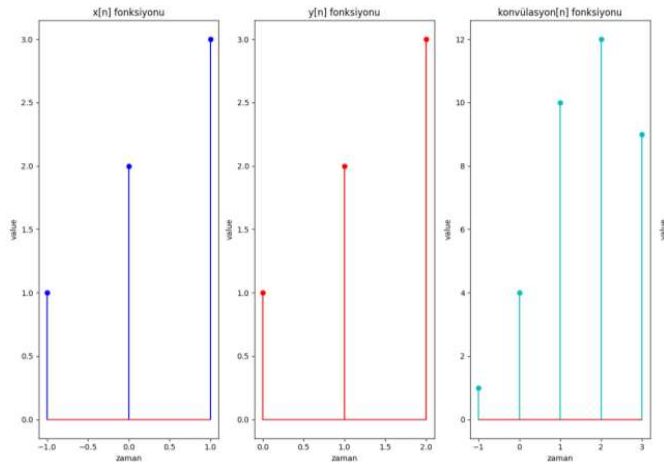 x[n] fonksiyonu
3.0
2.5
2.0
1.5
1.0
0.5
0.0
value
−1.0 −0.5 0.0 0.5 1.0
zaman
y[n] fonksiyonu
3.0
2.5
2.0
1.5
1.0
0.5
0.0
value
0.0 0.5 1.0 1.5 2.0
zaman
konvülasyon[n] fonksiyonu
12
10
8
6
4
2
0
value
−1 0 1 2 3
zaman
value